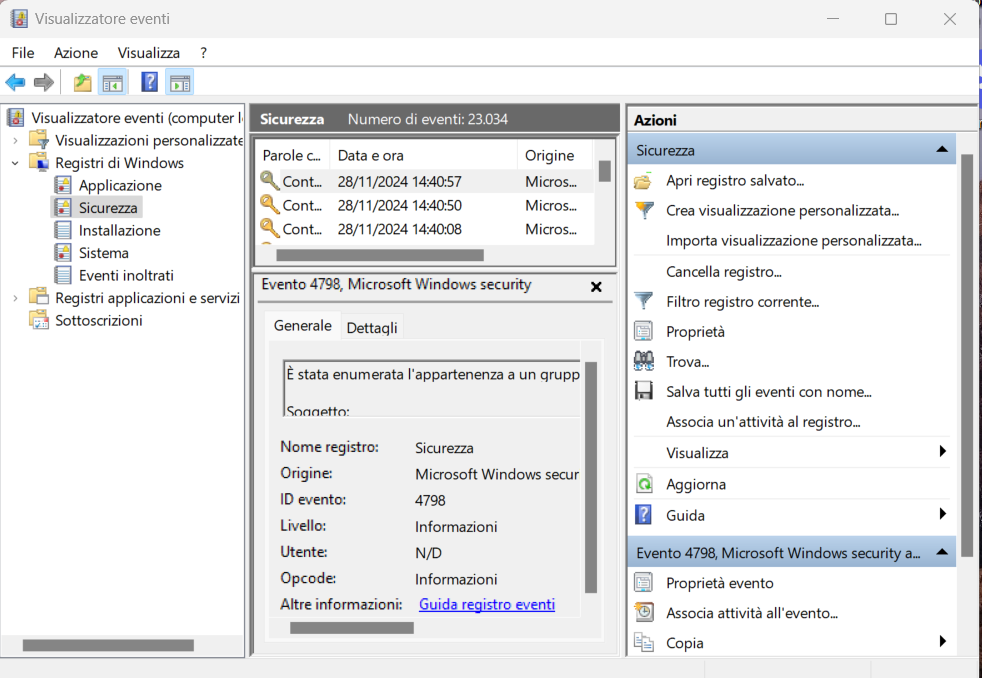 Visualizzatore eventi
File Azione Visualizza ?
Visualizzatore eventi (computer l
Visualizzazioni personalizzate
Registri di Windows
Applicazione
Sicurezza
Installazione
Sistema
Eventi inoltrati
Registri applicazioni e servizi
Sottoscrizioni
Sicurezza Numero di eventi: 23.034
Parole c... Data e ora Origine
Cont... 28/11/2024 14:40:57 Micros...
Cont... 28/11/2024 14:40:50 Micros...
Cont... 28/11/2024 14:40:08 Micros...
Evento 4798, Microsoft Windows security
Generale Dettagli
È stata enumerata l'appartenenza a un grupp
Soggetto:
Nome registro: Sicurezza
Origine: Microsoft Windows secur
ID evento: 4798
Livello: Informazioni
Utente: N/D
Opcode: Informazioni
Altre informazioni: Guida registro eventi
Azioni
Sicurezza
Apri registro salvato...
Crea visualizzazione personalizzata...
Importa visualizzazione personalizzata...
Cancella registro...
Filtro registro corrente...
Proprietà
Trova...
Salva tutti gli eventi con nome...
Associa un'attività al registro...
Visualizza
Aggiorna
Guida
Evento 4798, Microsoft Windows security a...
Proprietà evento
Associa attività all'evento...
Copia